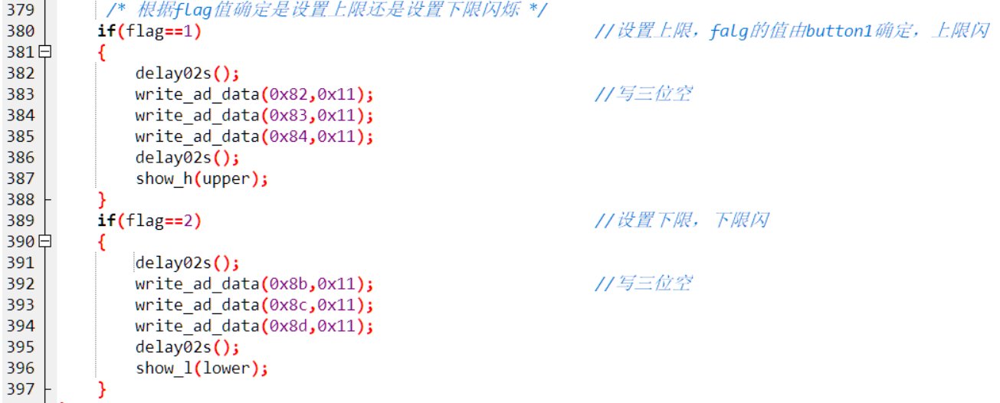 379 /* 根据flag值确定是设置上限还是设置下限闪烁 */
380 if(flag==1) //设置上限，falg的值由button1确定，上限闪
381 {
382 delay02s();
383 write_ad_data(0x82,0x11); //写三位空
384 write_ad_data(0x83,0x11);
385 write_ad_data(0x84,0x11);
386 delay02s();
387 show_h(upper);
388 }
389 if(flag==2) //设置下限，下限闪
390 {
391 delay02s();
392 write_ad_data(0x8b,0x11); //写三位空
393 write_ad_data(0x8c,0x11);
394 write_ad_data(0x8d,0x11);
395 delay02s();
396 show_l(lower);
397 }